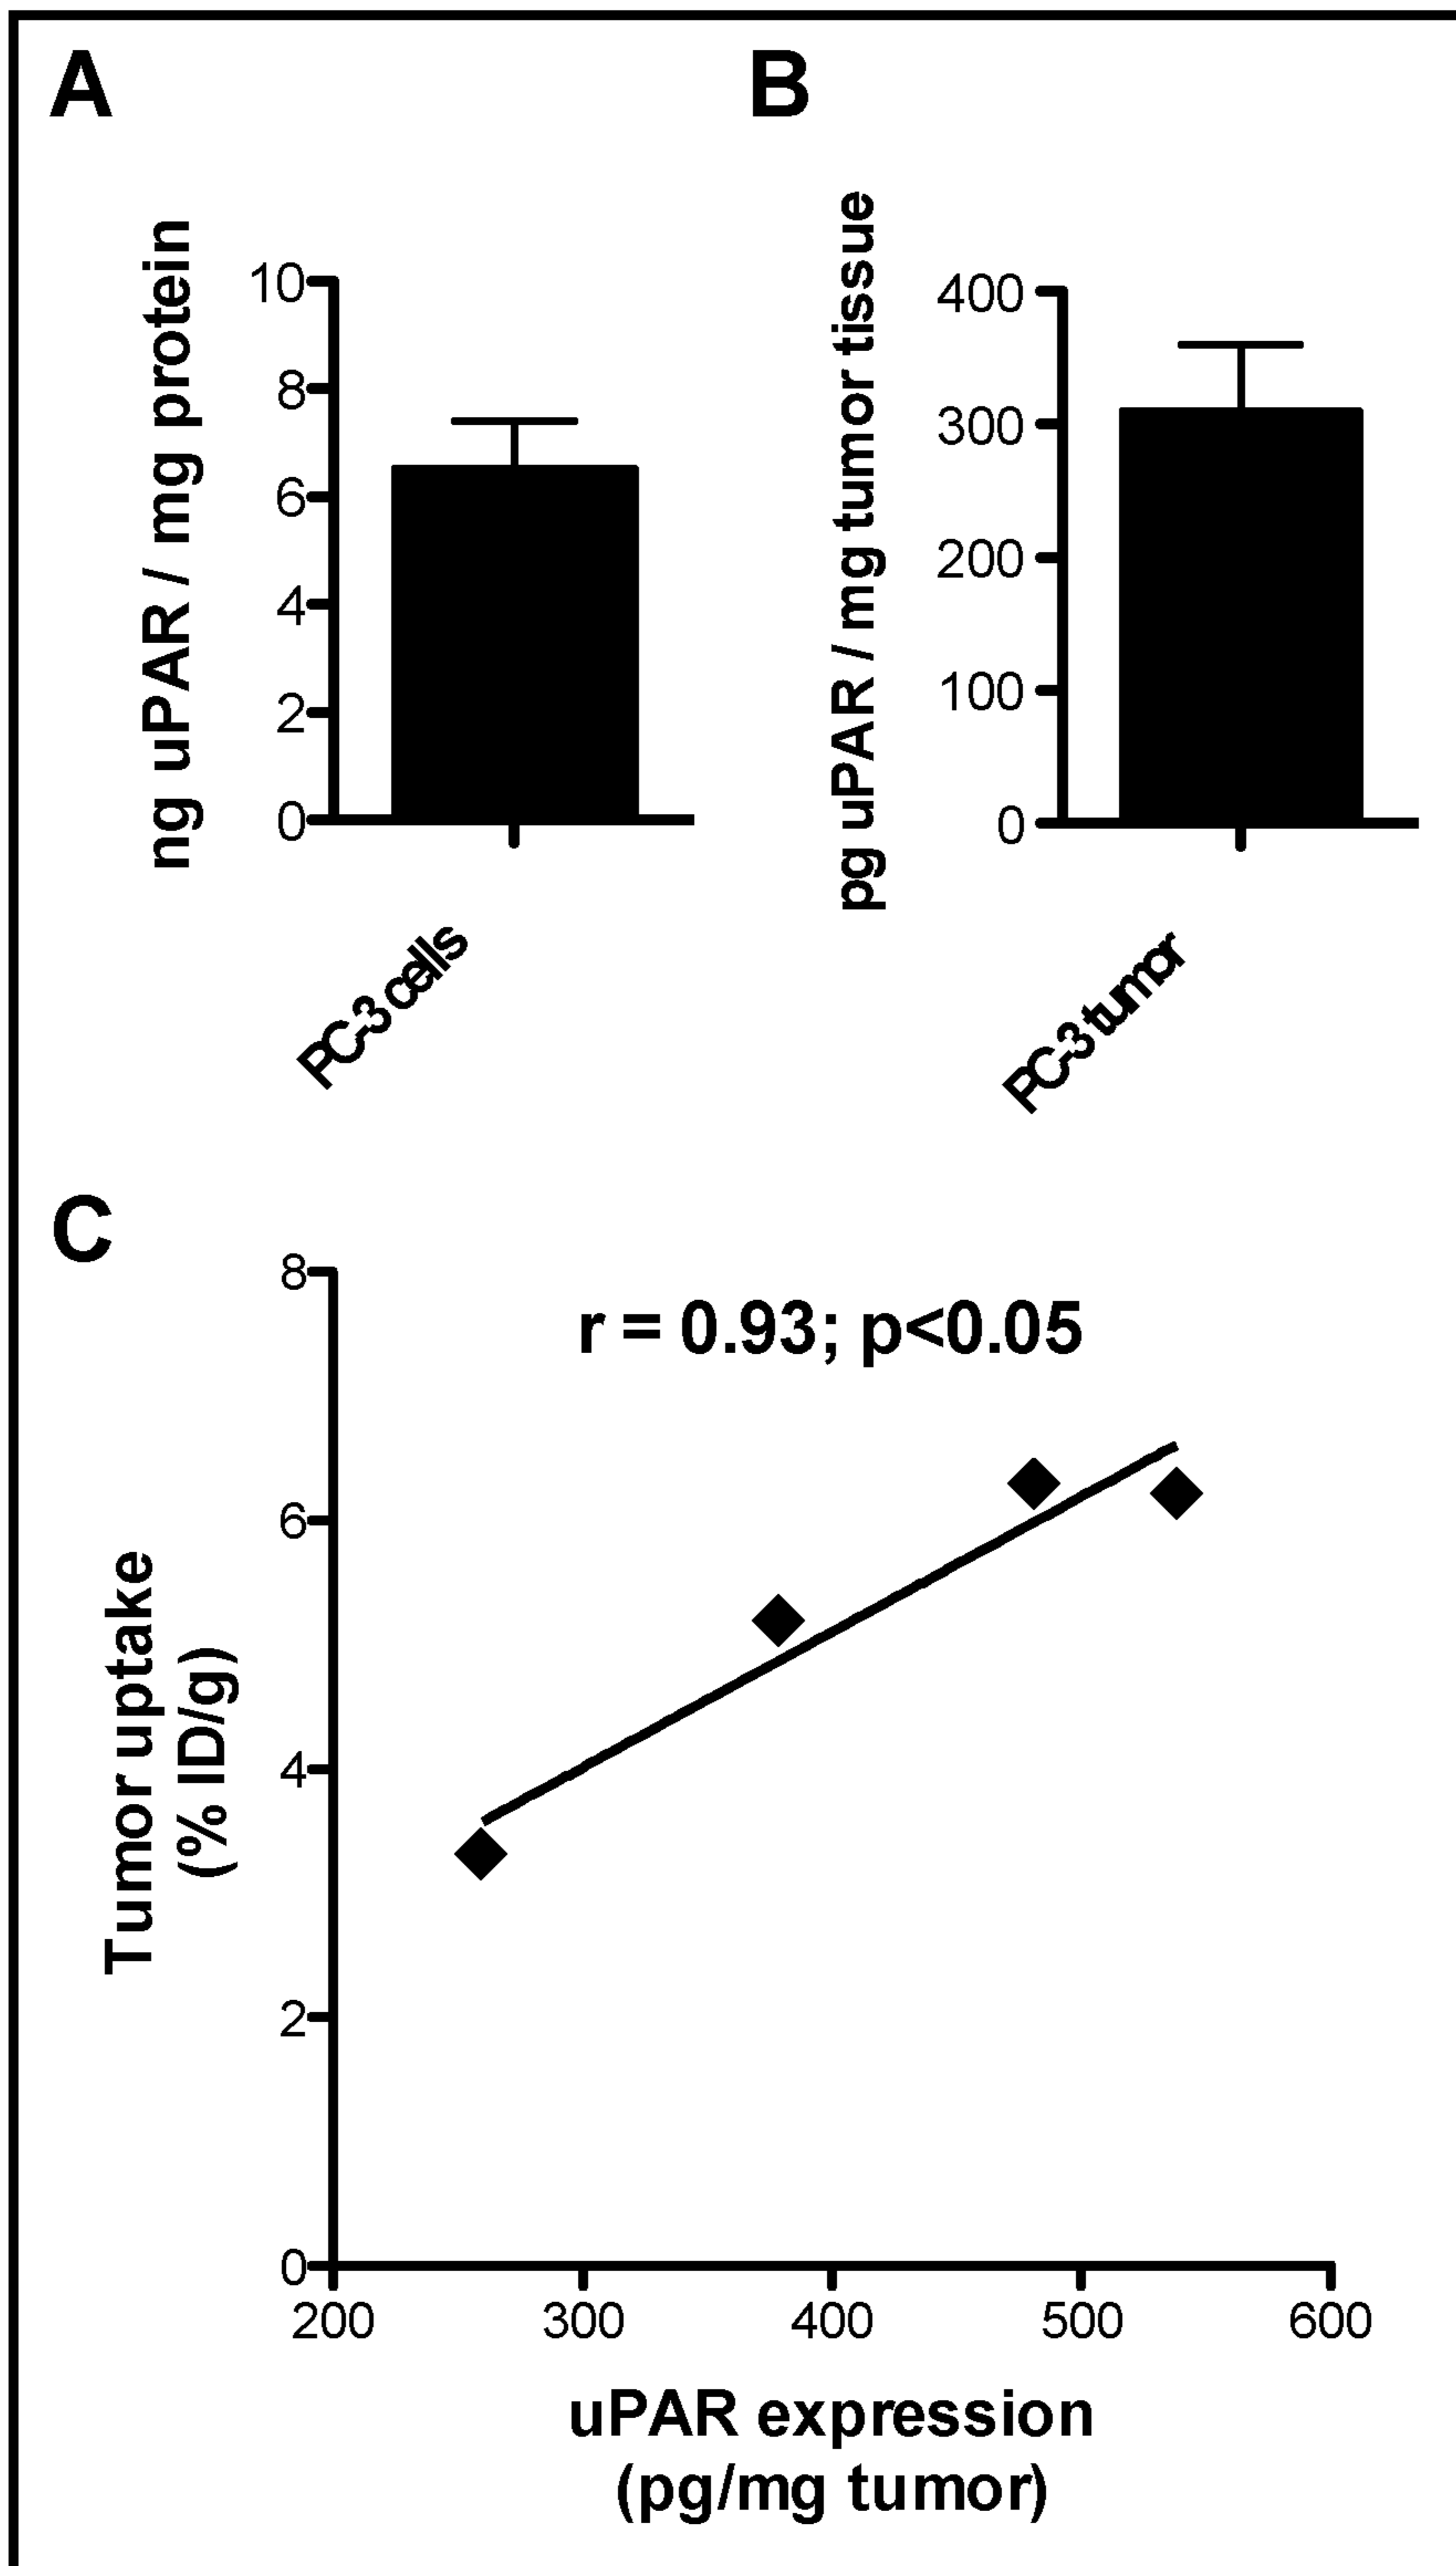 A
B
ng uPAR / mg protein
10
8
6
4
2
0
PC-3 cells
pg uPAR / mg tumor tissue
400
300
200
100
0
PC-3 tumor
C
r = 0.93; p<0.05
Tumor uptake
(% ID/g)
8
6
4
2
0
200 300 400 500 600
uPAR expression
(pg/mg tumor)